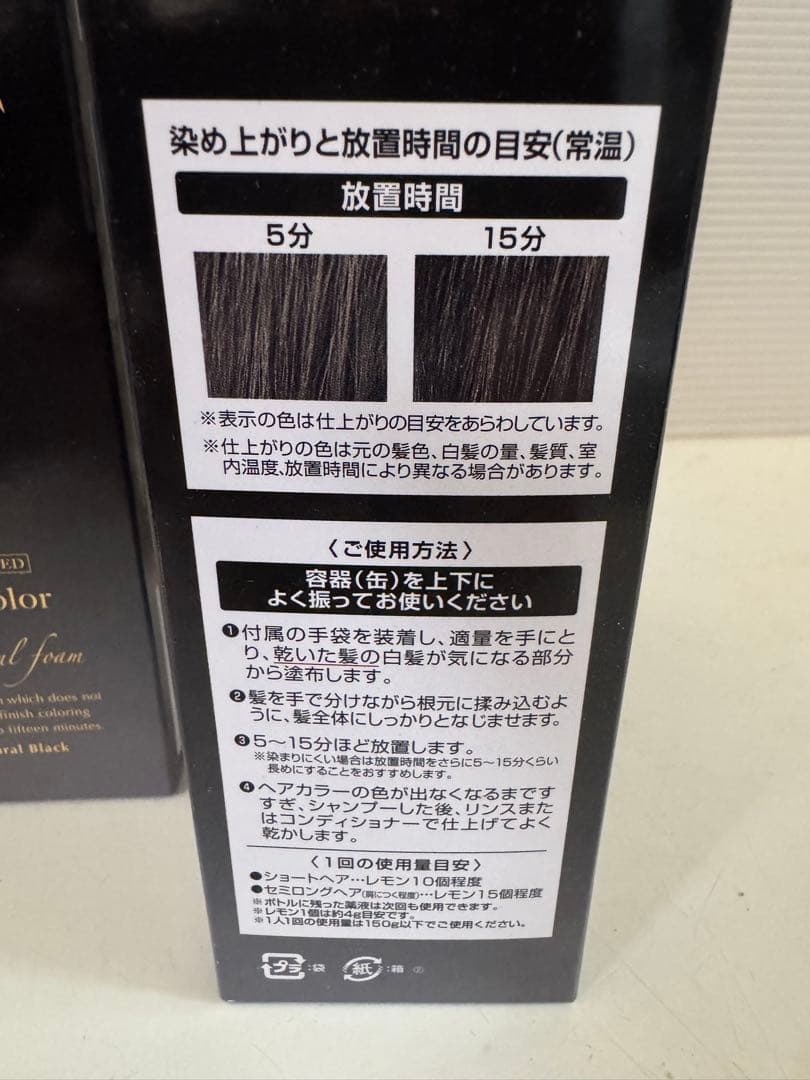 染め上がりと放置時間の目安(常温)
放置時間
5分 15分
※表示の色は仕上がりの目安をあらわしています。
※仕上がりの色は元の髪色、白髪の量、髪質、室
内温度、放置時間により異なる場合があります。
〈ご使用方法〉
容器(缶)を上下に
よく振ってお使いください
❶付属の手袋を装着し、適量を手にと
り、乾いた髪の白髪が気になる部分
から塗布します。
❷髪を手で分けながら根元に揉み込むよ
うに、髪全体にしっかりとなじませます。
❸5〜15分ほど放置します。
※染まりにくい場合は放置時間をさらに5〜15分くらい
長めにすることをおすすめします。
❹ヘアカラーの色が出なくなるまです
すぎ、シャンプーした後、リンスまた
はコンディショナーで仕上げてよく
乾かします。
〈1回の使用量目安〉
●ショートヘア…レモン10個程度
●セミロングヘア(肩につく程度)…レモン15個程度
※ボトルに残った薬液は次回も使用できます。
※レモン1個は約4g目安です。
※1人1回の使用量は150g以下でご使用ください。
プラ:袋 紙:箱 ②
ED
olor
al foam
which does not
finish coloring
fifteen minutes.
ral Black